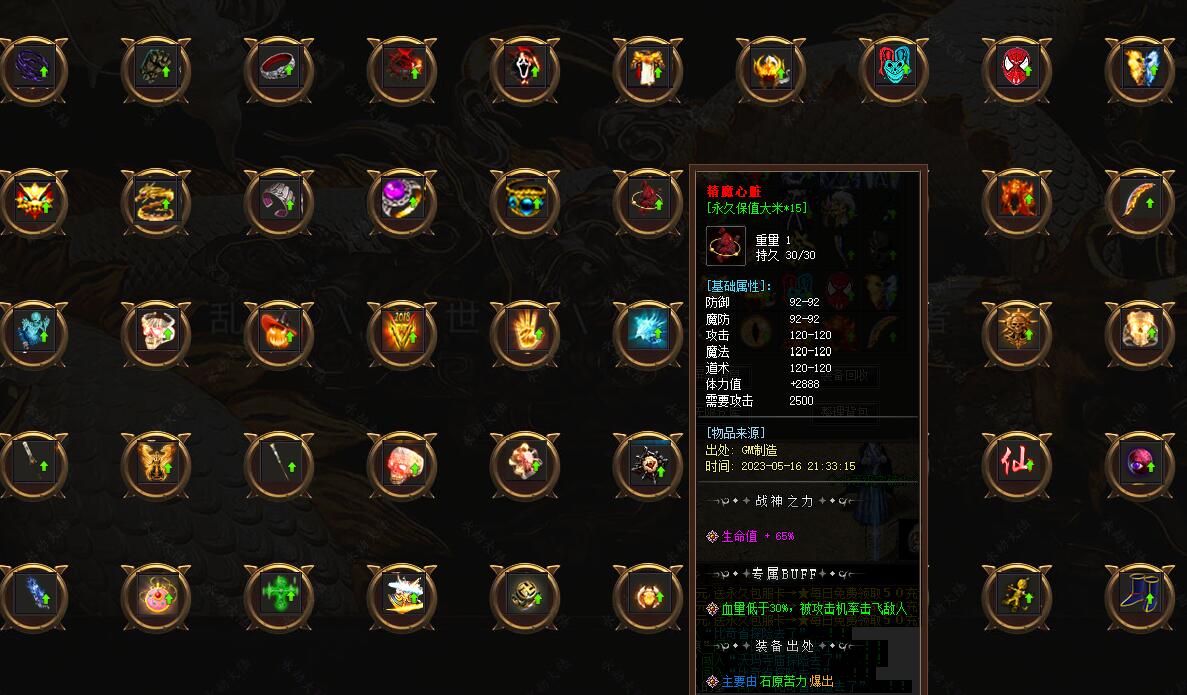 精魔心脏
[永久保值大米*15]
重量 1
持久 30/30
[基础属性]:
防御 92-92
魔防 92-92
攻击 120-120
魔法 120-120
道术 120-120
体力值 +2888
需要攻击 2500
[物品来源]
出处: GM制造
时间: 2023-05-16 21:33:15
战神之力
生命值 + 65%
专属BUFF
血量低于30%, 被攻击机率击飞敌人
装备出处
主要由 石原苦力 爆出
2018
仙